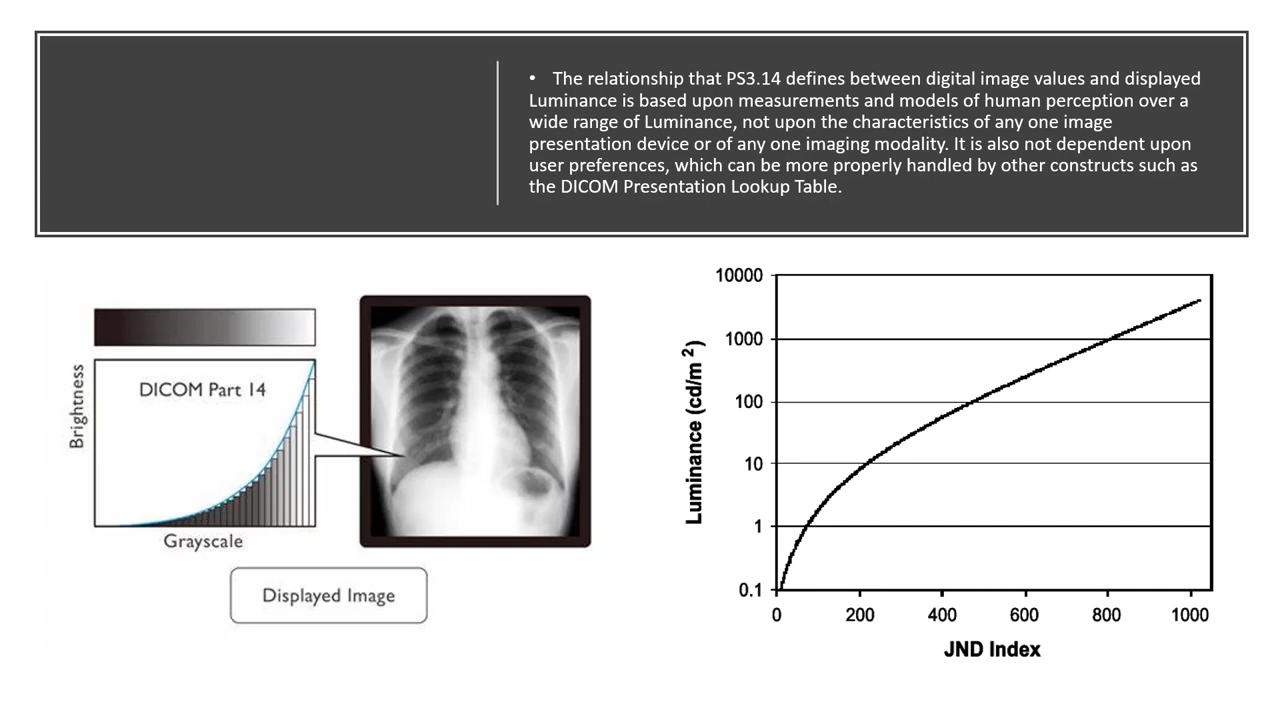 • The relationship that PS3.14 defines between digital image values and displayed
Luminance is based upon measurements and models of human perception over a
wide range of Luminance, not upon the characteristics of any one image
presentation device or of any one imaging modality. It is also not dependent upon
user preferences, which can be more properly handled by other constructs such as
the DICOM Presentation Lookup Table.
DICOM Part 14
Brightness
Grayscale
Displayed Image
10000
1000
100
10
1
0.1
Luminance (cd/m²)
0 200 400 600 800 1000
JND Index